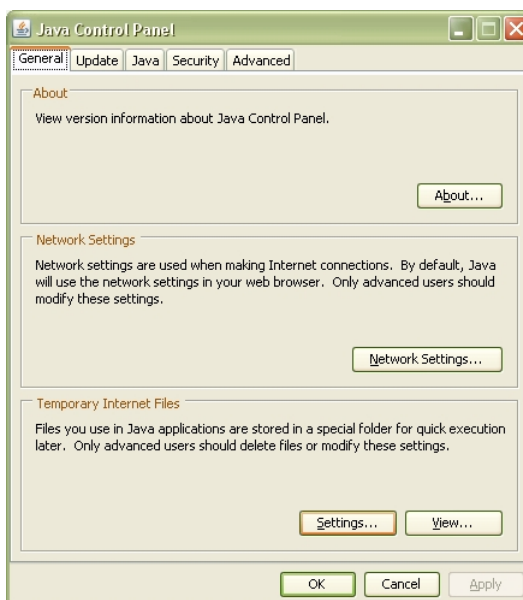 Java Control Panel
General Update Java Security Advanced
About
View version information about Java Control Panel.
About...
Network Settings
Network settings are used when making Internet connections.  By default, Java
will use the network settings in your web browser.  Only advanced users should
modify these settings.
Network Settings...
Temporary Internet Files
Files you use in Java applications are stored in a special folder for quick execution
later.  Only advanced users should delete files or modify these settings.
Settings... View...
OK Cancel Apply